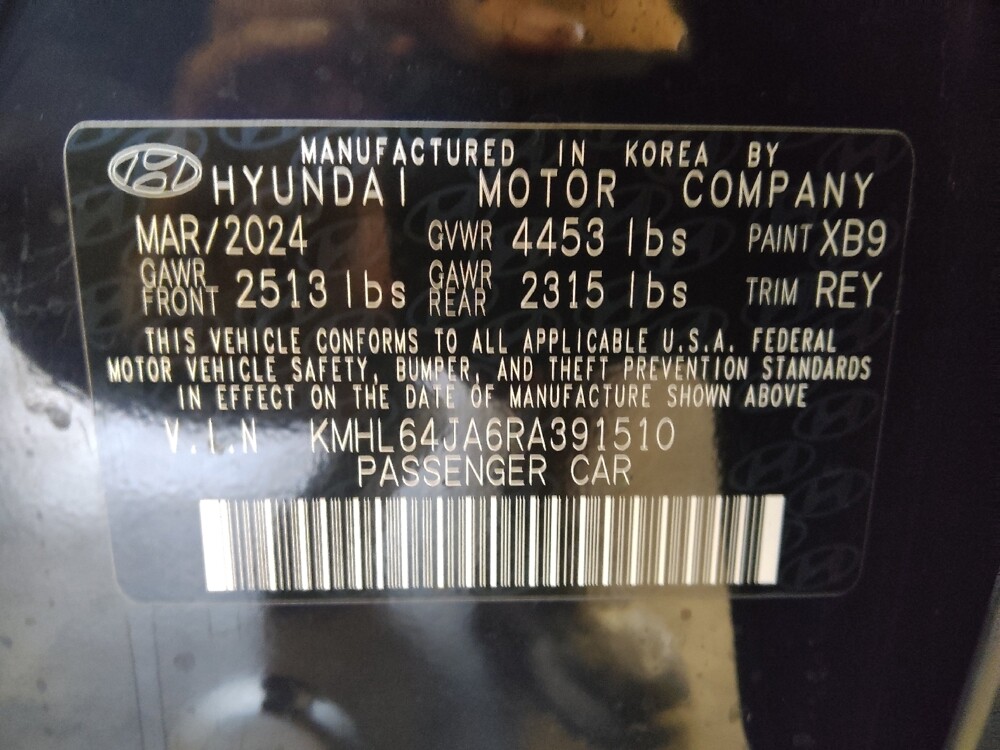 MANUFACTURED IN KOREA BY
HYUNDAI MOTOR COMPANY
MAR/2024 GVWR 4453 lbs PAINT XB9
GAWR FRONT 2513 lbs GAWR REAR 2315 lbs TRIM REY
THIS VEHICLE CONFORMS TO ALL APPLICABLE U.S.A. FEDERAL
MOTOR VEHICLE SAFETY, BUMPER, AND THEFT PREVENTION STANDARDS
IN EFFECT ON THE DATE OF MANUFACTURE SHOWN ABOVE
V.I.N KMHL64JA6RA391510
PASSENGER CAR